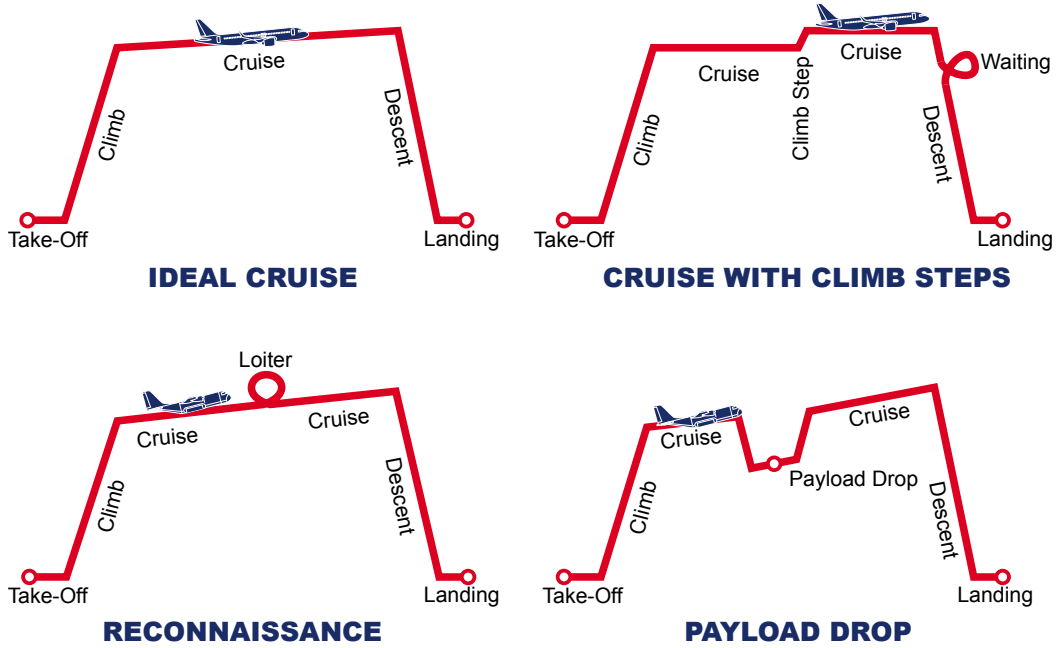 Cruise
Climb
Descent
Take-Off
Landing
IDEAL CRUISE
Cruise
Cruise
Waiting
Climb
Climb Step
Descent
Take-Off
Landing
CRUISE WITH CLIMB STEPS
Loiter
Cruise
Cruise
Climb
Descent
Take-Off
Landing
RECONNAISSANCE
Cruise
Cruise
Payload Drop
Climb
Descent
Take-Off
Landing
PAYLOAD DROP